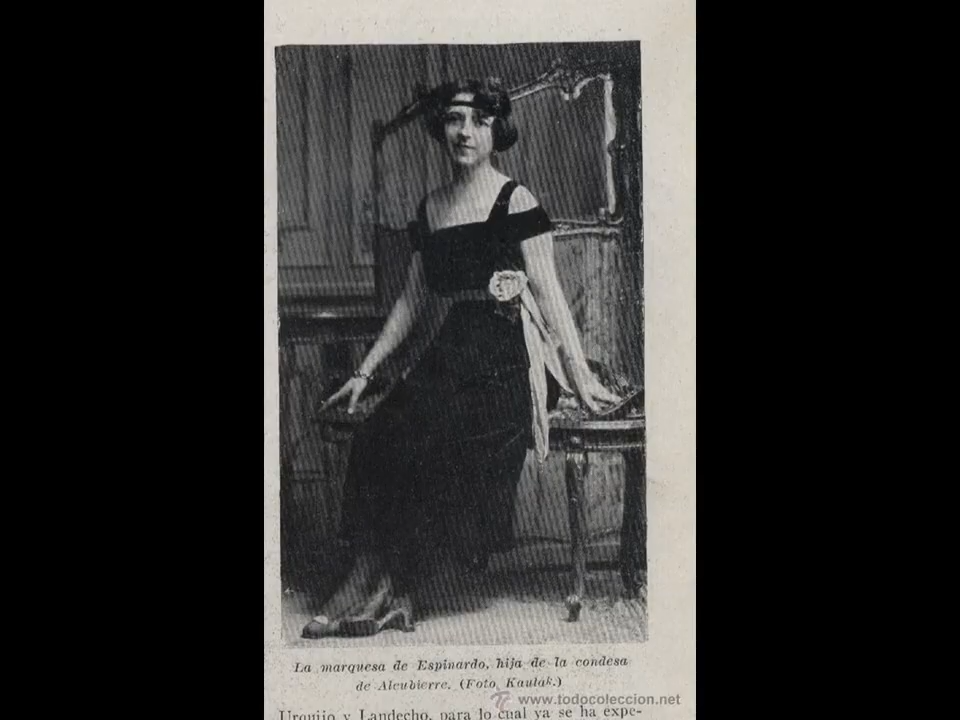 La marquesa de Espinardo, hija de la condesa
de Alcubierre. (Foto Kaulak.)
www.todocoleccion.net
Urquijo y Landecho, para lo cual ya se ha expe-